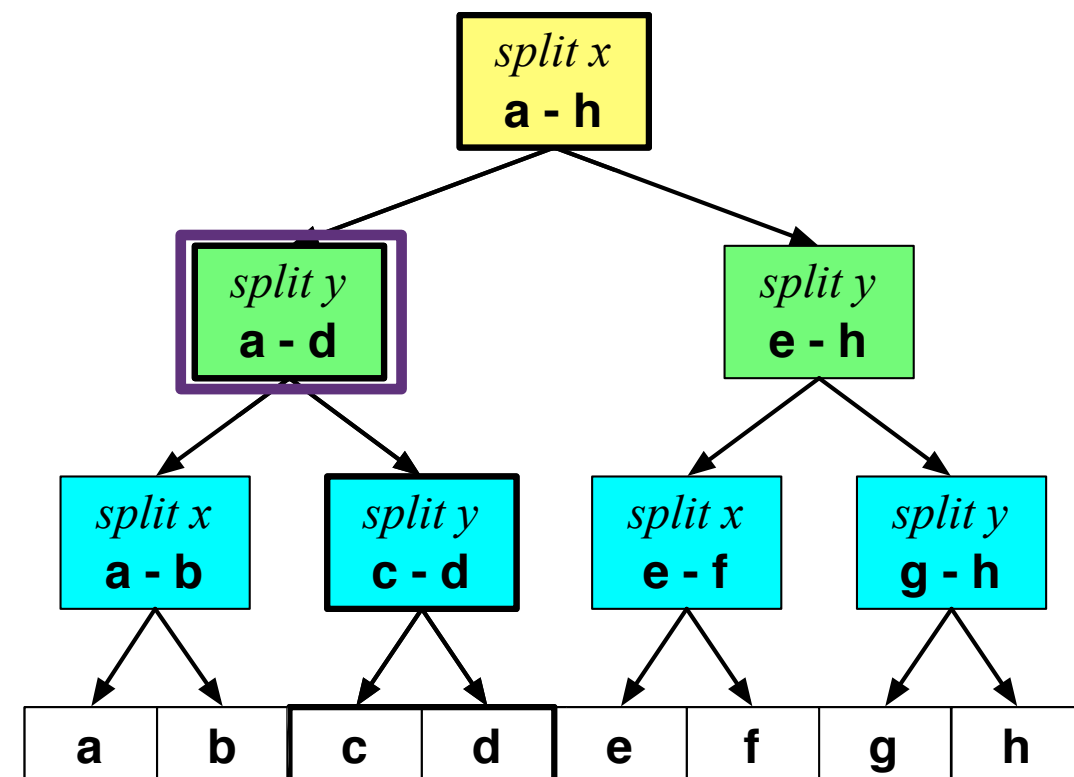 split x
a - h
split y
a - d
split y
e - h
split x
a - b
split y
c - d
split x
e - f
split y
g - h
a b c d e f g h